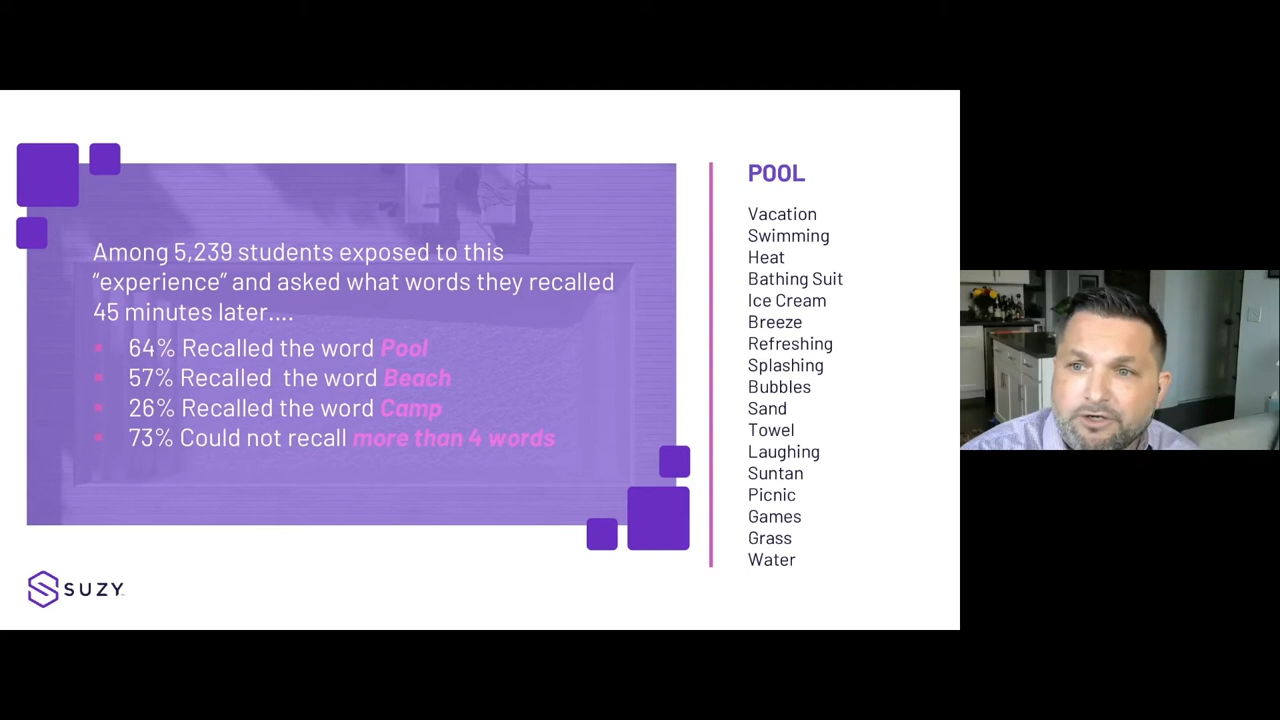 Among 5,239 students exposed to this
“experience” and asked what words they recalled
45 minutes later....
64% Recalled the word Pool
57% Recalled the word Beach
26% Recalled the word Camp
73% Could not recall more than 4 words
POOL
Vacation
Swimming
Heat
Bathing Suit
Ice Cream
Breeze
Refreshing
Splashing
Bubbles
Sand
Towel
Laughing
Suntan
Picnic
Games
Grass
Water
SUZY